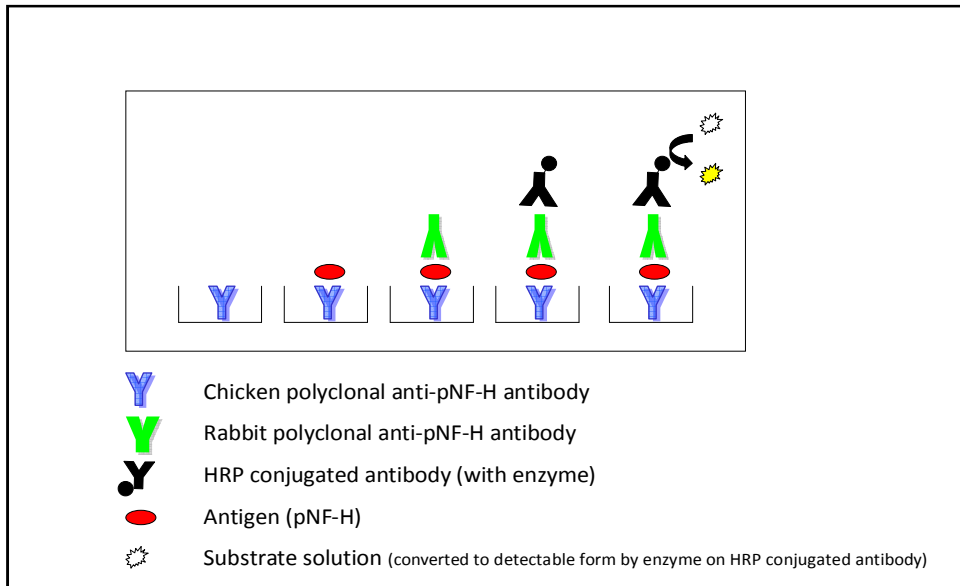 Chicken polyclonal anti-pNF-H antibody
Rabbit polyclonal anti-pNF-H antibody
HRP conjugated antibody (with enzyme)
Antigen (pNF-H)
Substrate solution (converted to detectable form by enzyme on HRP conjugated antibody)